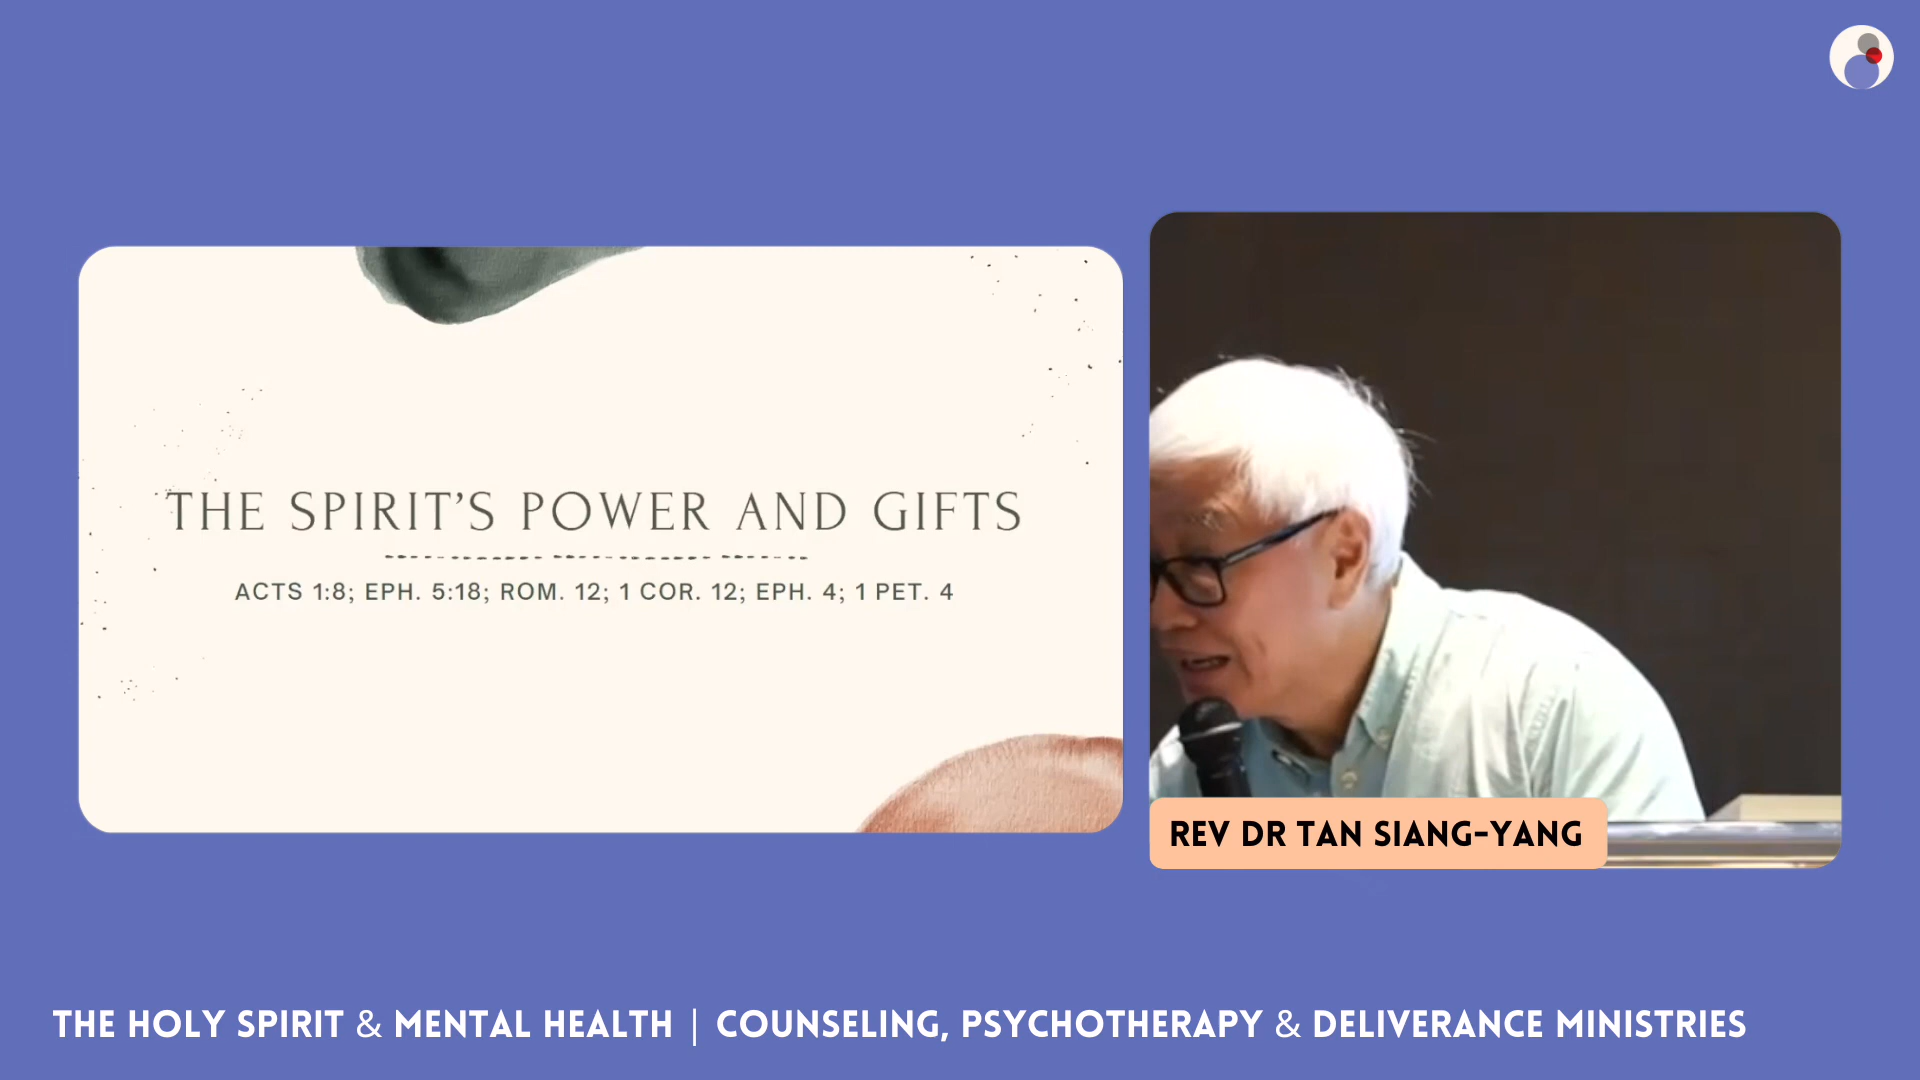 THE SPIRIT’S POWER AND GIFTS
ACTS 1:8; EPH. 5:18; ROM. 12; 1 COR. 12; EPH. 4; 1 PET. 4
REV DR TAN SIANG-YANG
THE HOLY SPIRIT & MENTAL HEALTH | COUNSELING, PSYCHOTHERAPY & DELIVERANCE MINISTRIES